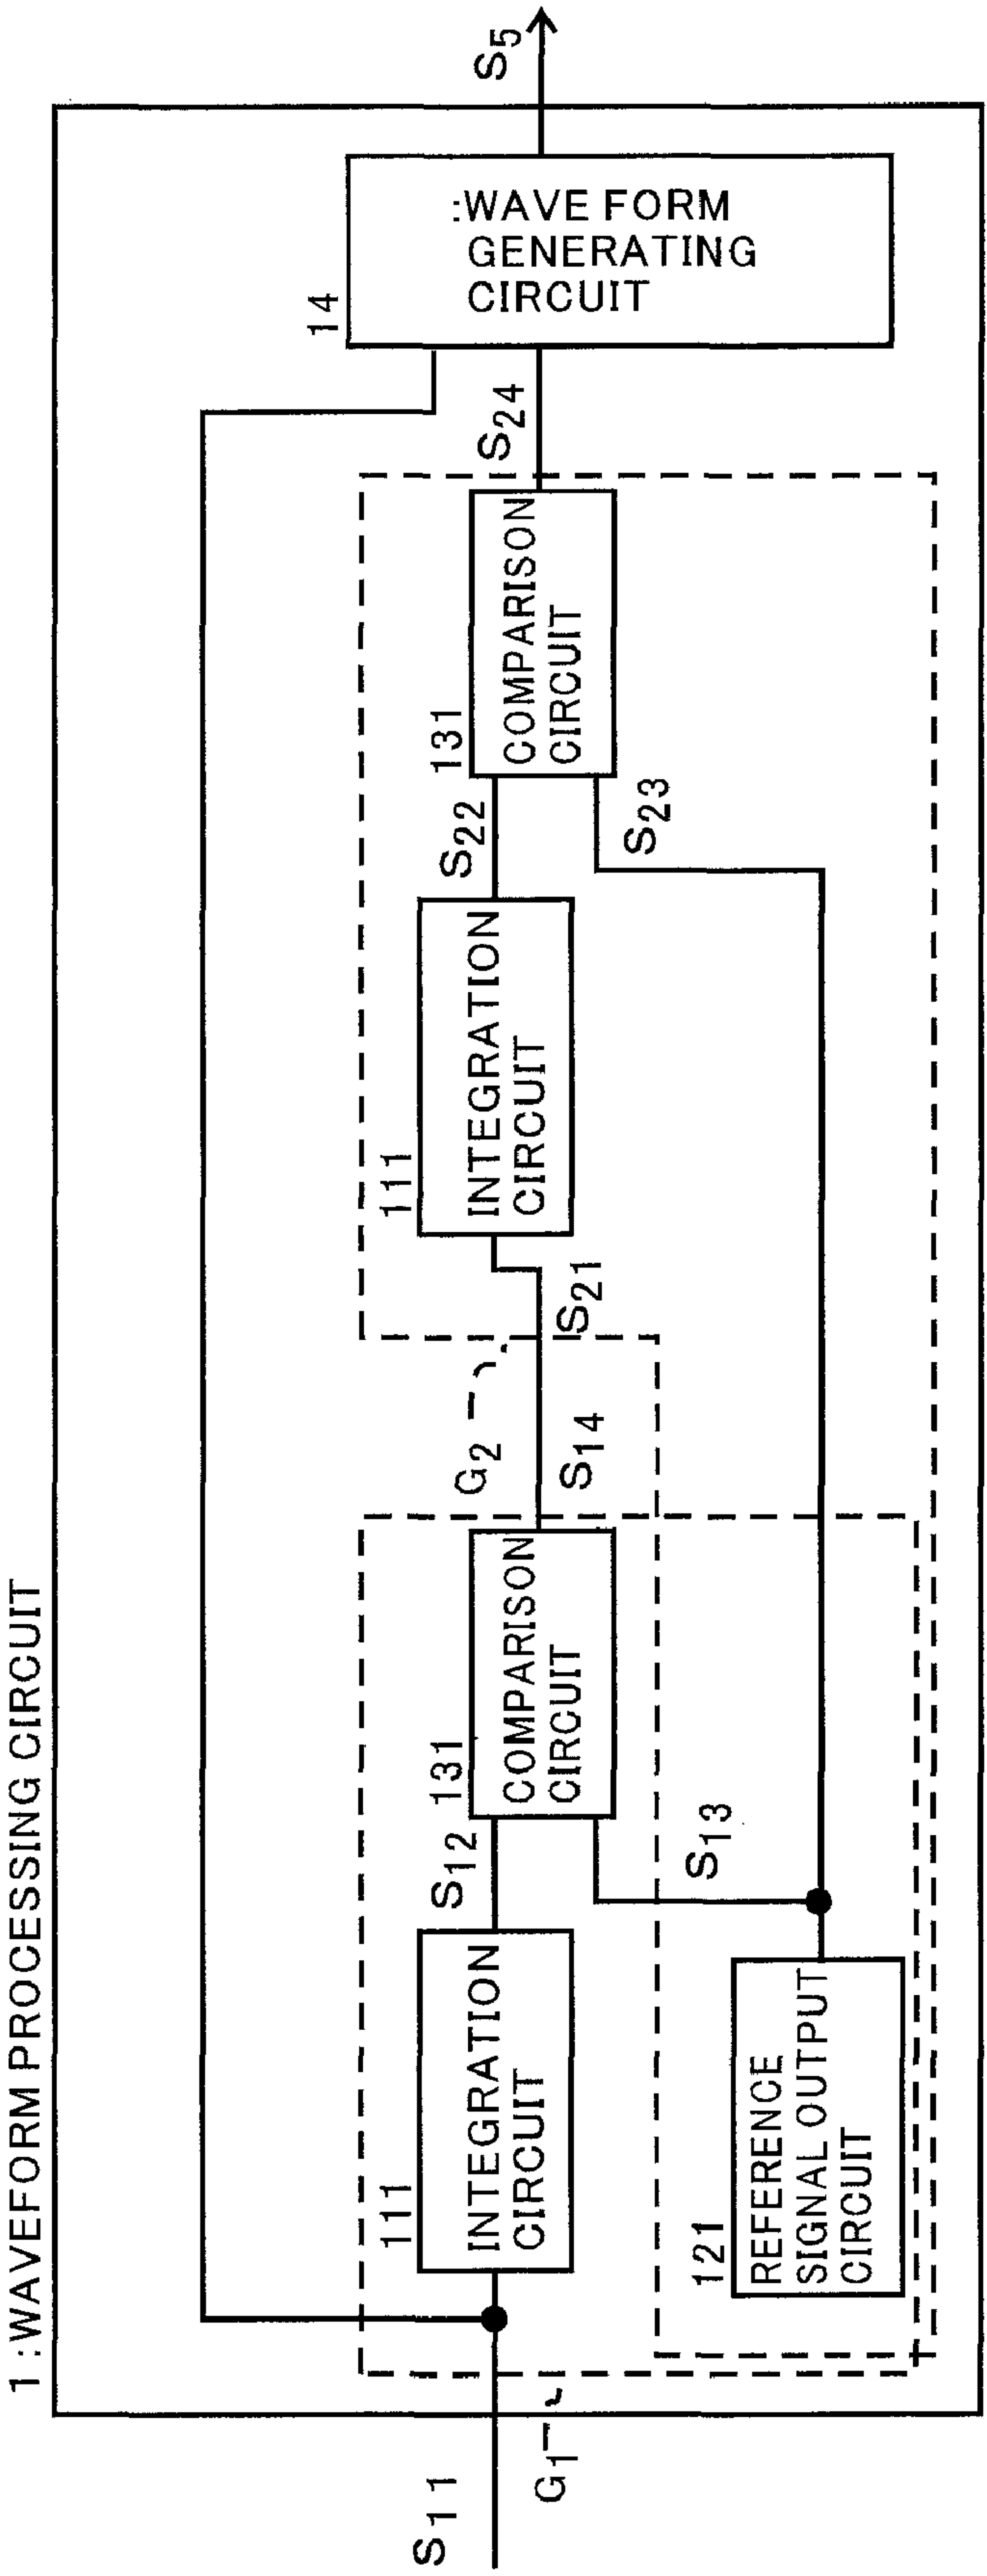 1 :WAVEFORM PROCESSING CIRCUIT
S11
G1
111
INTEGRATION
CIRCUIT
S12
131
COMPARISON
CIRCUIT
S13
121
REFERENCE
SIGNAL OUTPUT
CIRCUIT
S14
G2
S21
111
INTEGRATION
CIRCUIT
S22
131
COMPARISON
CIRCUIT
S23
S24
14
:WAVE FORM
GENERATING
CIRCUIT
S5